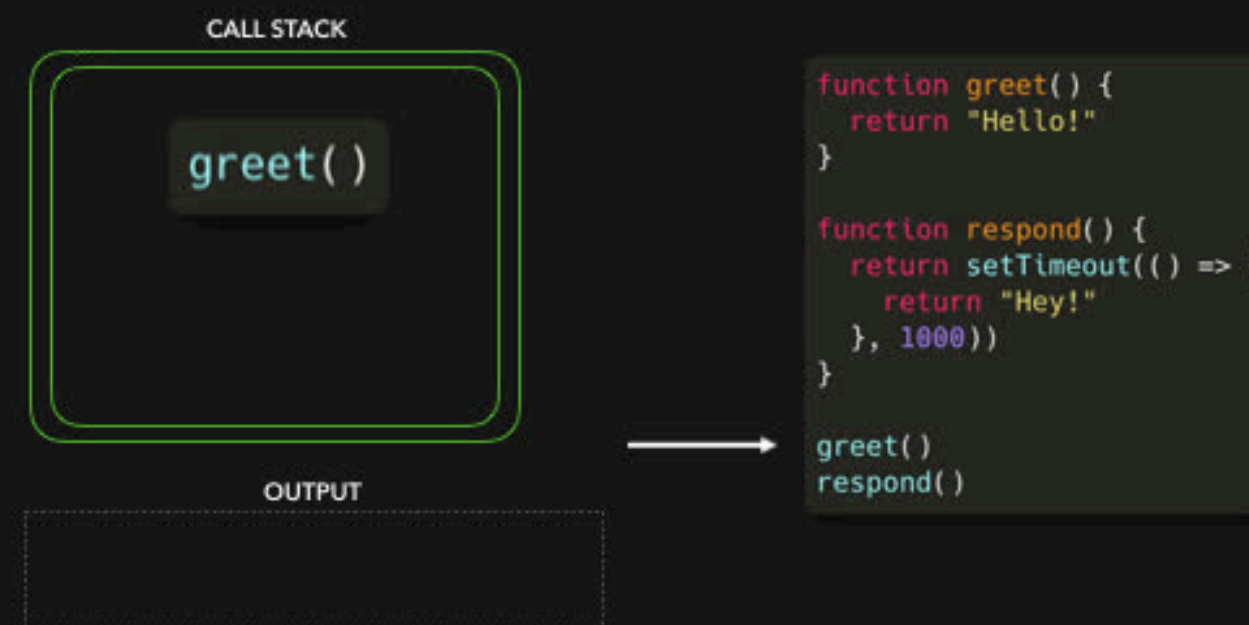 CALL STACK
greet()
OUTPUT
function greet() {
  return "Hello!"
}
function respond() {
  return setTimeout(() =>
    return "Hey!"
  }, 1000))
}
greet()
respond()